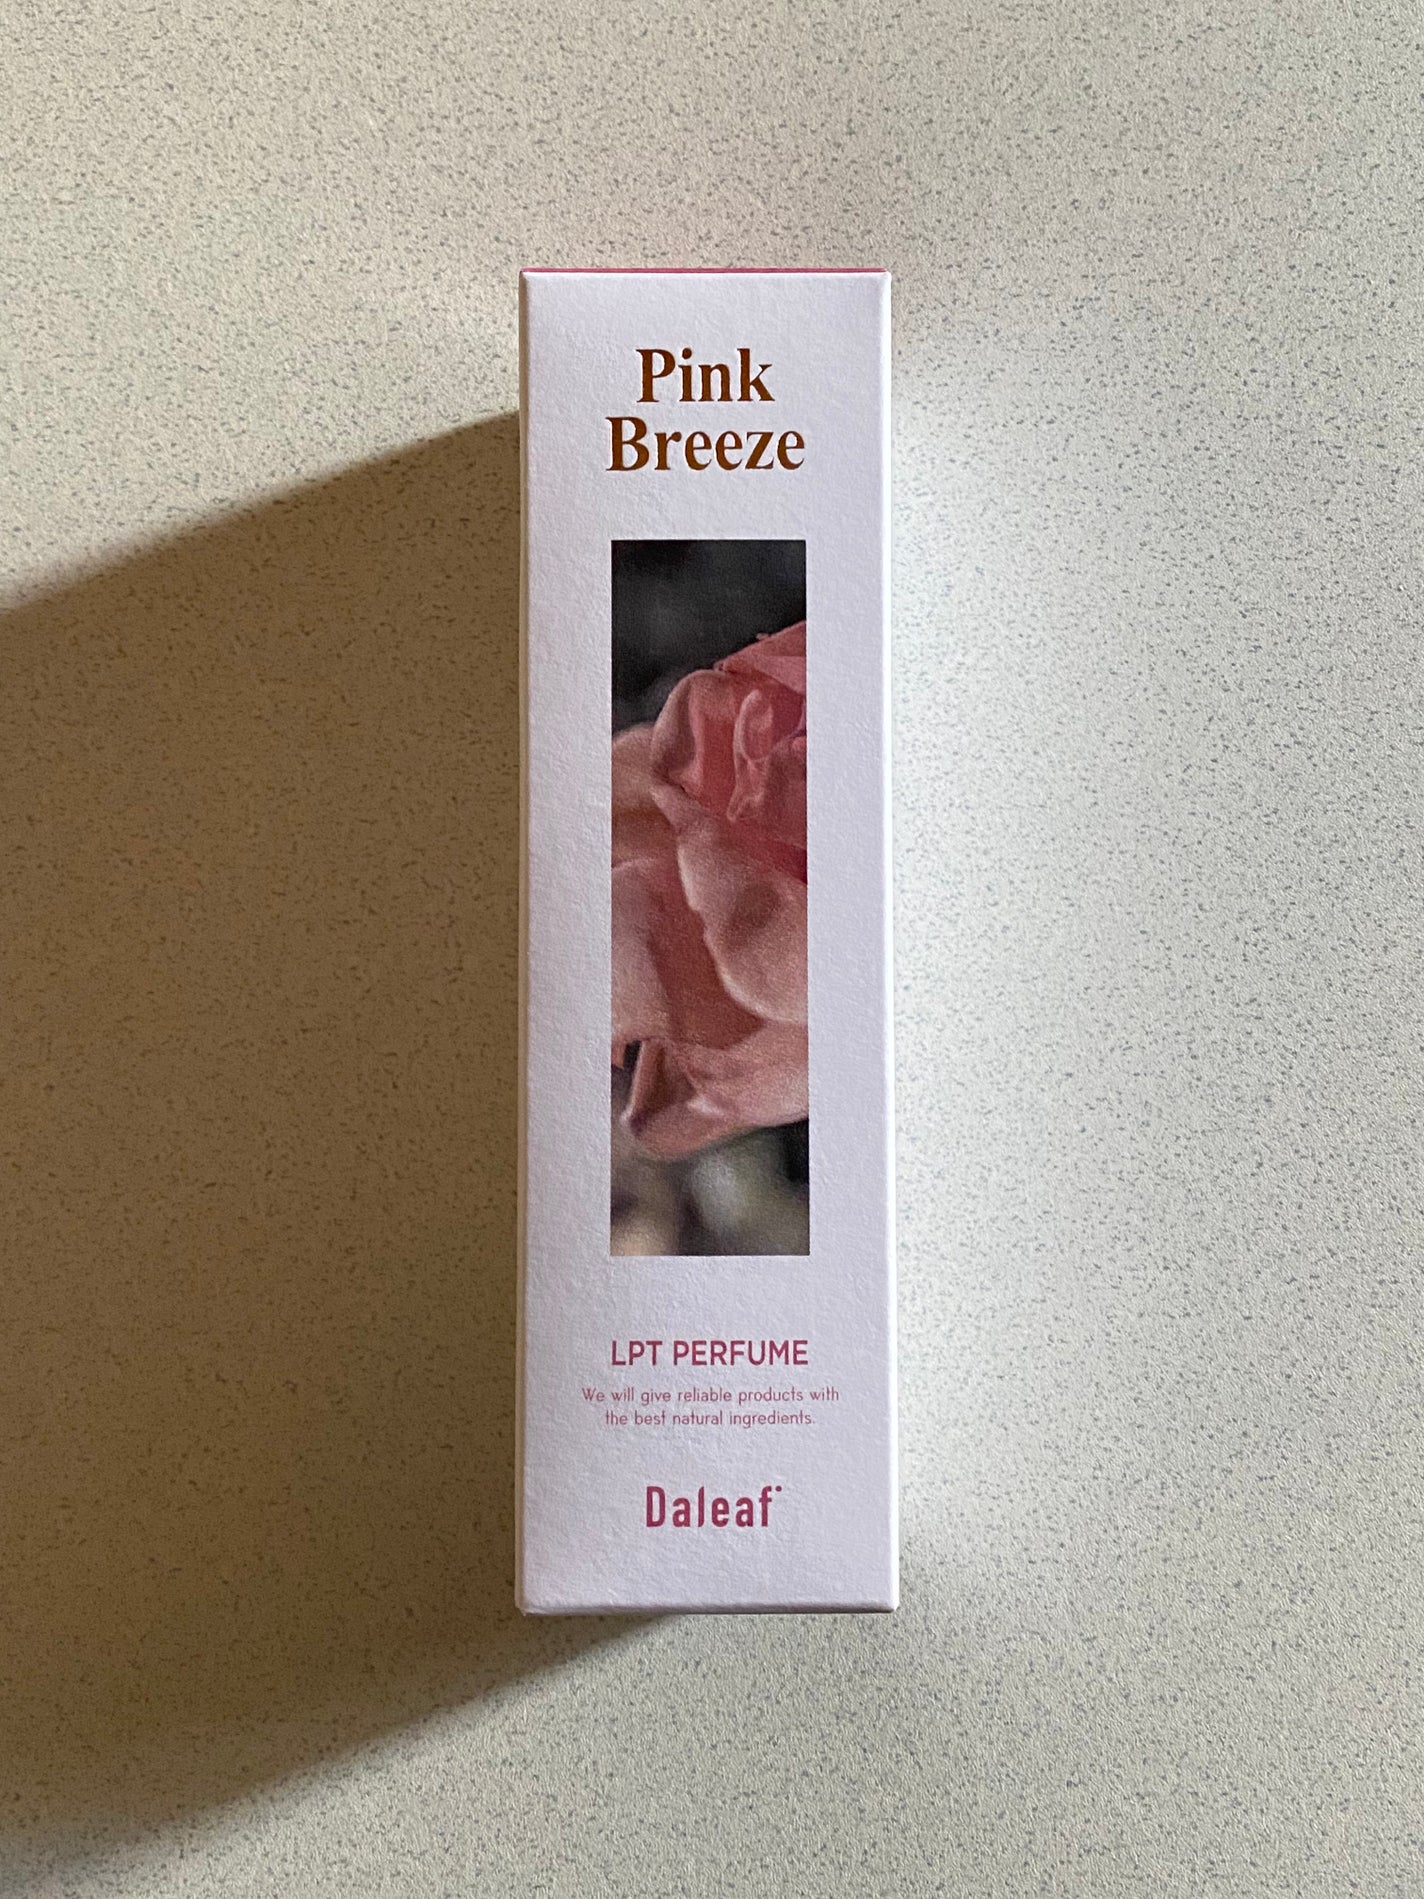 Pink
Breeze
LPT PERFUME
We will give reliable products with
the best natural ingredients.
Daleaf